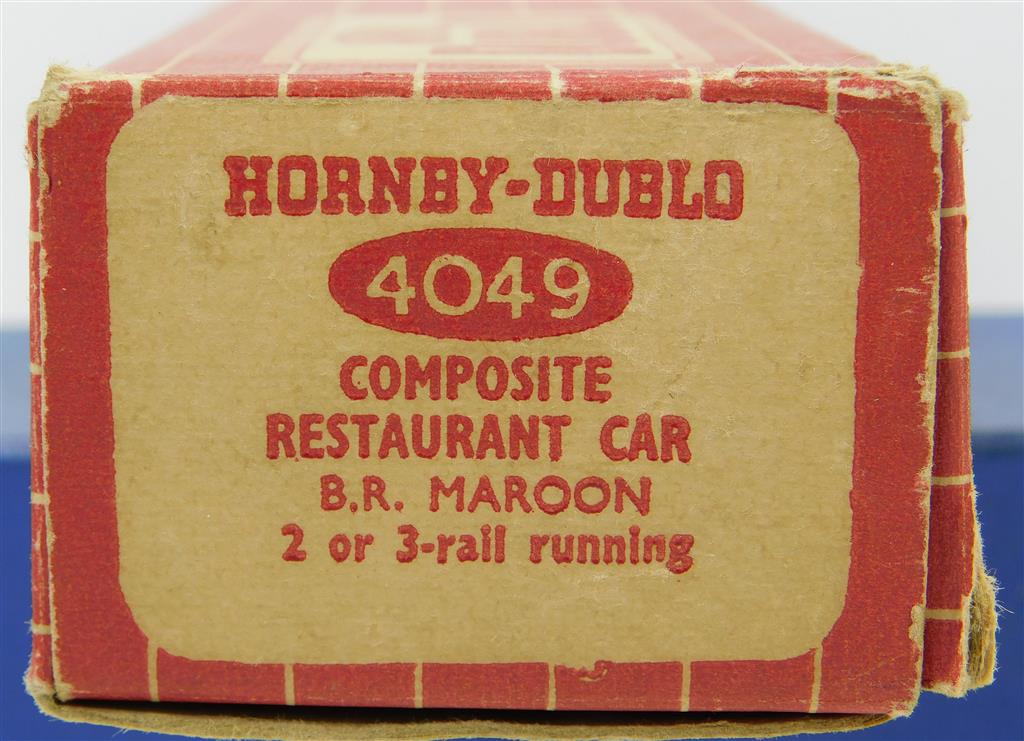 HORNBY-DUBLO
4049
COMPOSITE
RESTAURANT CAR
B.R. MAROON
2 or 3-rail running